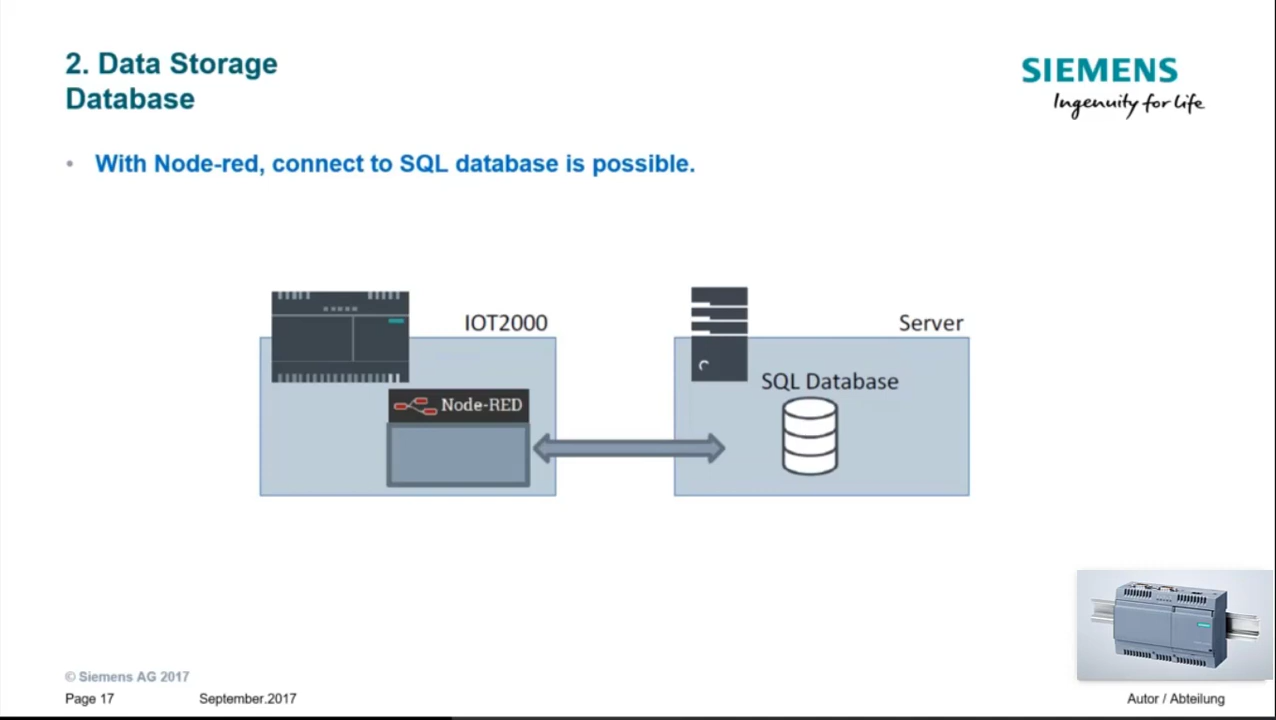 2. Data Storage
Database
SIEMENS
Ingenuity for life
• With Node-red, connect to SQL database is possible.
IOT2000
Server
SQL Database
Node-RED
© Siemens AG 2017
Page 17 September.2017
Autor / Abteilung